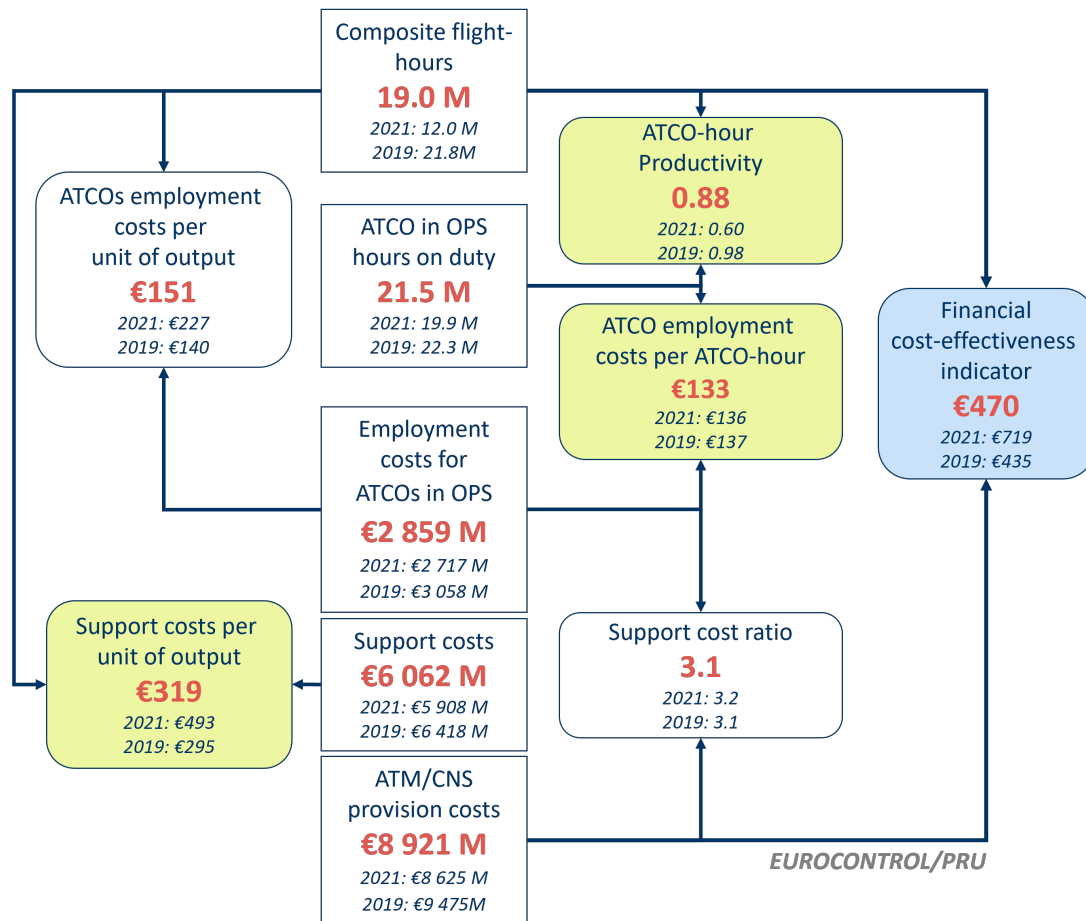 Composite flight-
hours
19.0 M
2021: 12.0 M
2019: 21.8M
ATCO-hour
Productivity
0.88
2021: 0.60
2019: 0.98
ATCOs employment
costs per
unit of output
€151
2021: €227
2019: €140
ATCO in OPS
hours on duty
21.5 M
2021: 19.9 M
2019: 22.3 M
ATCO employment
costs per ATCO-hour
€133
2021: €136
2019: €137
Financial
cost-effectiveness
indicator
€470
2021: €719
2019: €435
Employment
costs for
ATCOs in OPS
€2 859 M
2021: €2 717 M
2019: €3 058 M
Support costs per
unit of output
€319
2021: €493
2019: €295
Support costs
€6 062 M
2021: €5 908 M
2019: €6 418 M
Support cost ratio
3.1
2021: 3.2
2019: 3.1
ATM/CNS
provision costs
€8 921 M
2021: €8 625 M
2019: €9 475M
EUROCONTROL/PRU